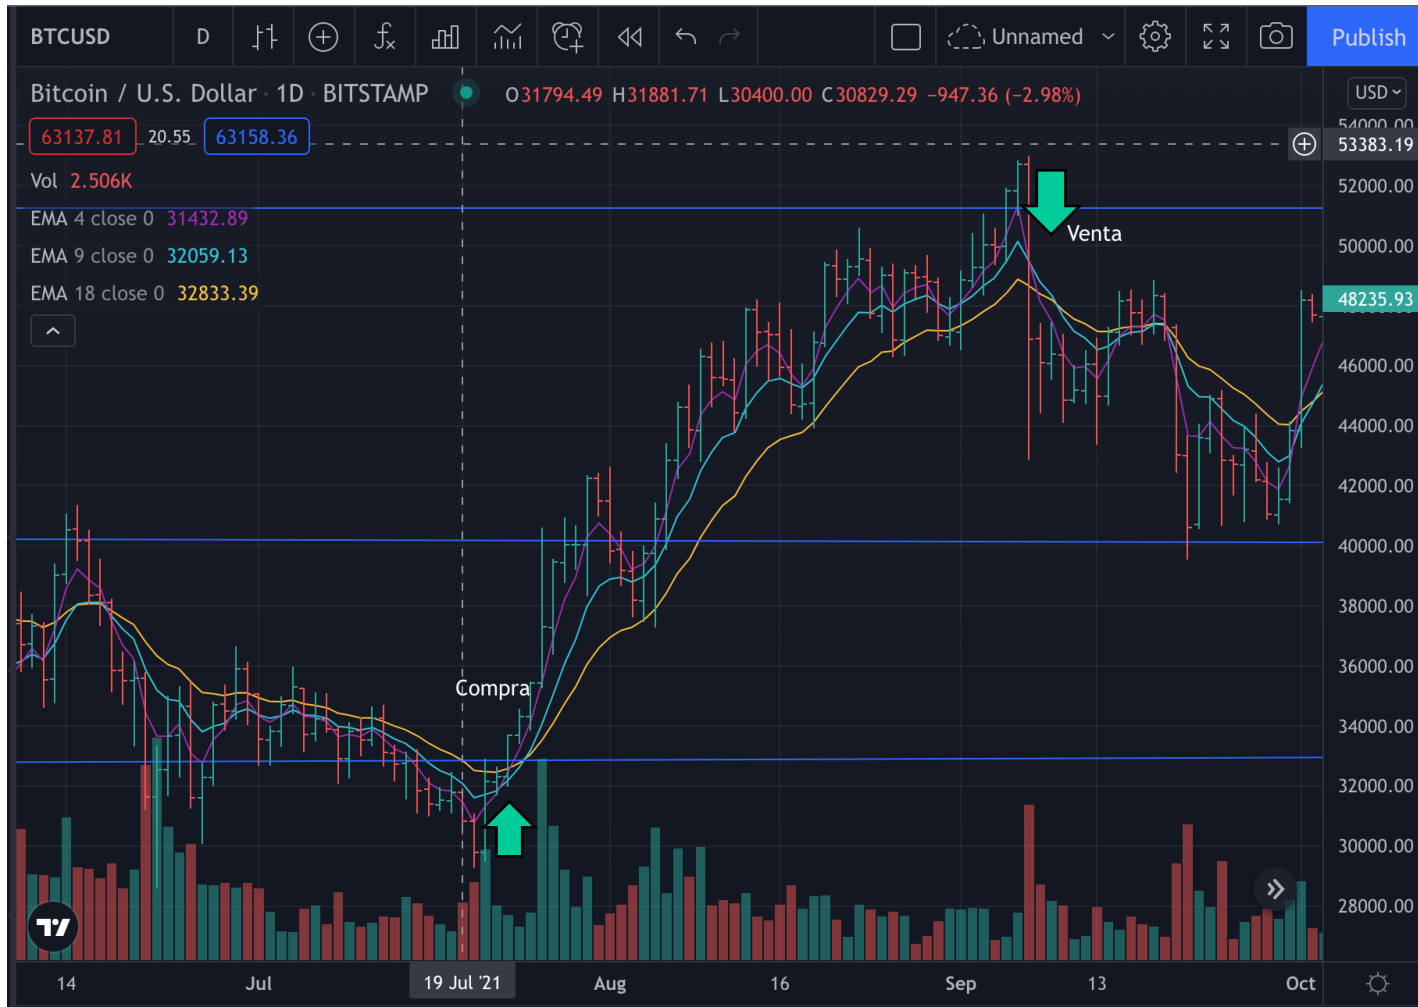 BTCUSD D Unnamed Publish
Bitcoin / U.S. Dollar · 1D · BITSTAMP O31794.49 H31881.71 L30400.00 C30829.29 −947.36 (−2.98%) USD
63137.81 20.55 63158.36
Vol 2.506K
EMA 4 close 0 31432.89
EMA 9 close 0 32059.13
EMA 18 close 0 32833.39
Venta
Compra
54000.00
53383.19
52000.00
50000.00
48235.93
46000.00
44000.00
42000.00
40000.00
38000.00
36000.00
34000.00
32000.00
30000.00
28000.00
14 Jul 19 Jul '21 Aug 16 Sep 13 Oct